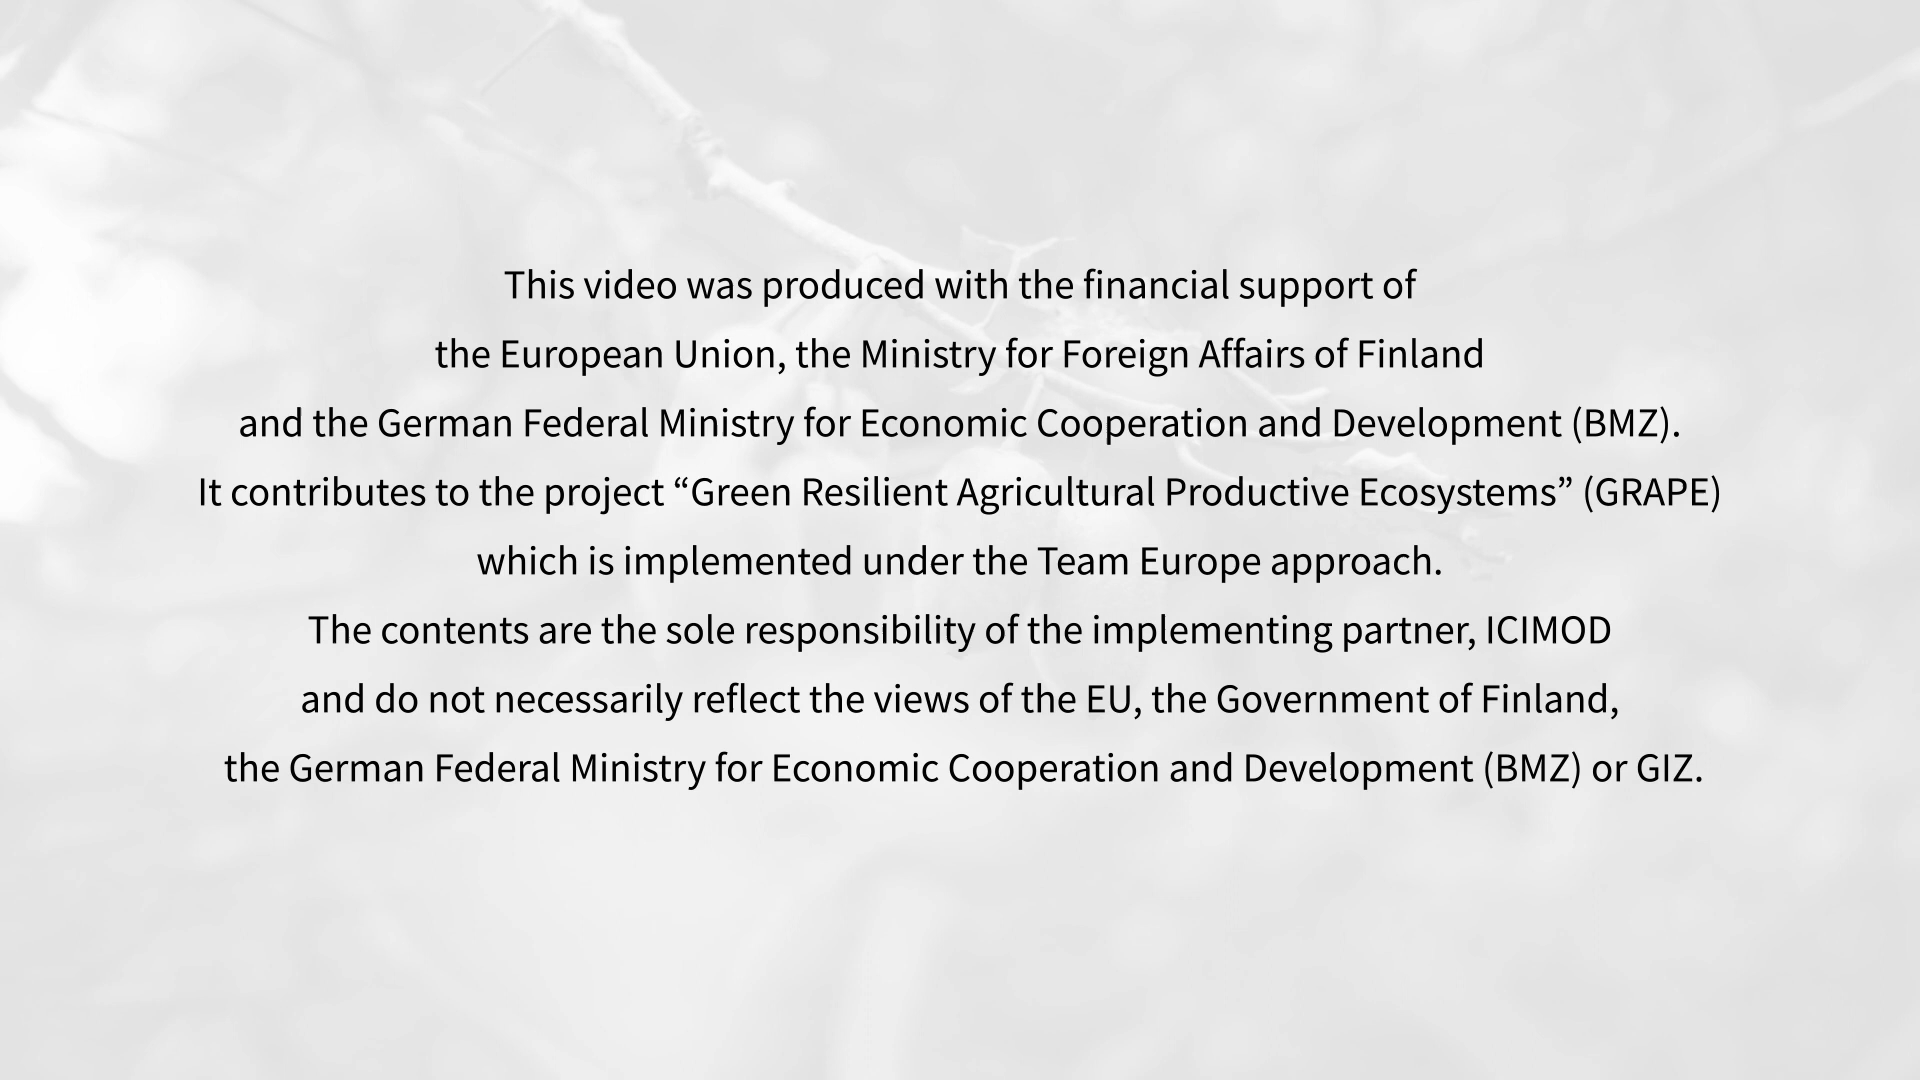 This video was produced with the financial support of
the European Union, the Ministry for Foreign Affairs of Finland
and the German Federal Ministry for Economic Cooperation and Development (BMZ).
It contributes to the project “Green Resilient Agricultural Productive Ecosystems” (GRAPE)
which is implemented under the Team Europe approach.
The contents are the sole responsibility of the implementing partner, ICIMOD
and do not necessarily reflect the views of the EU, the Government of Finland,
the German Federal Ministry for Economic Cooperation and Development (BMZ) or GIZ.